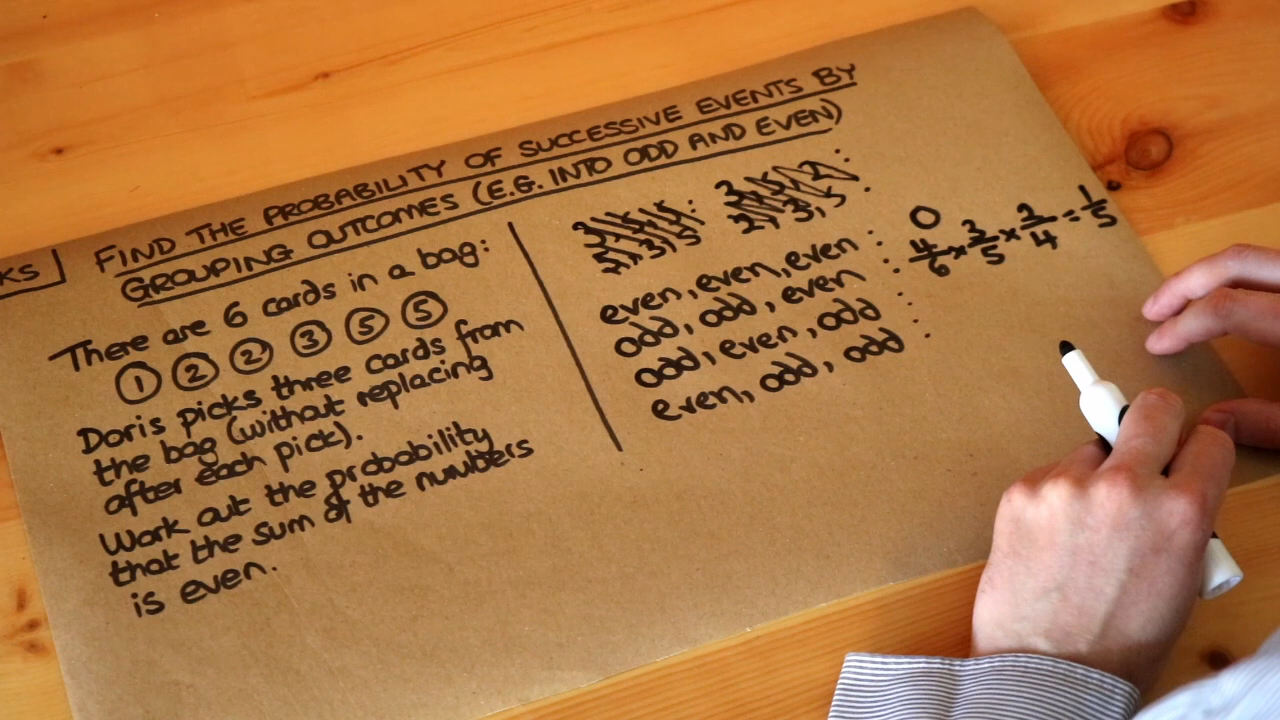 KS
FIND THE PROBABILITY OF SUCCESSIVE EVENTS BY
GROUPING OUTCOMES (E.G. INTO ODD AND EVEN)
There are 6 cards in a bag:
1 2 2 3 5 5
Doris picks three cards from
the bag (without replacing
after each pick).
Work out the probability
that the sum of the numbers
is even.
even, even, even : 0
odd, odd, even : 4/6 × 3/5 × 2/4 = 1/5
odd, even, odd :
even, odd, odd :